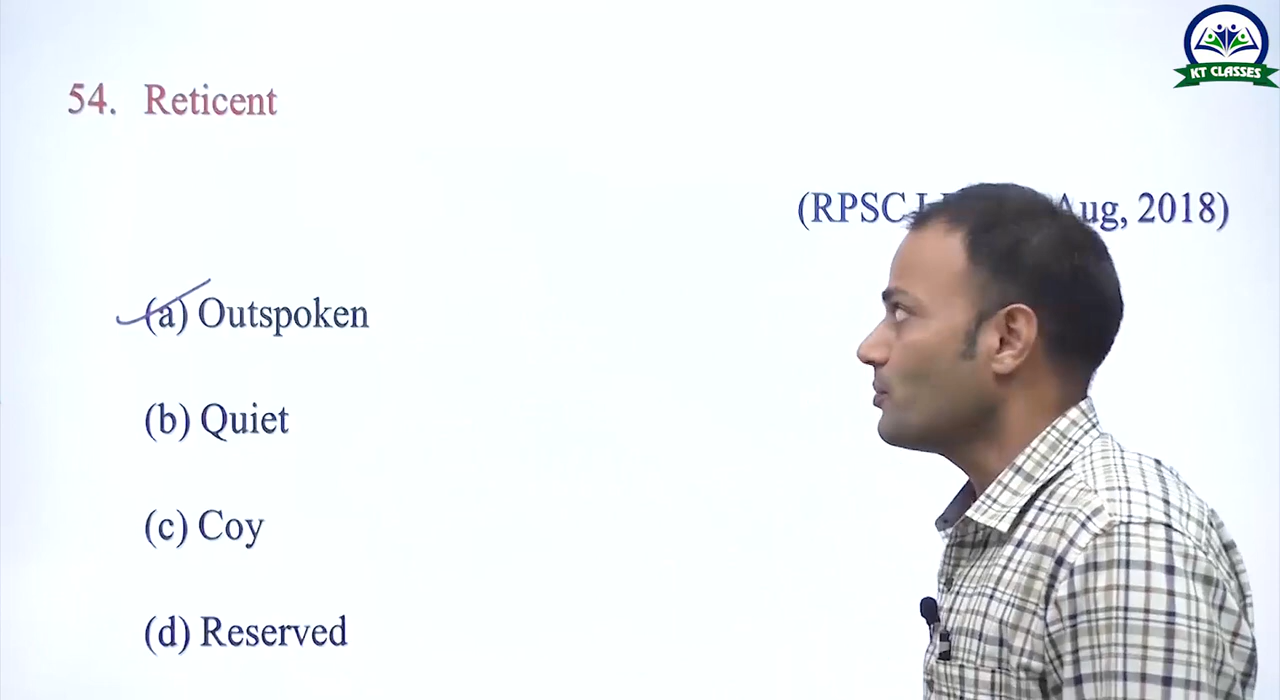 KT CLASSES
54. Reticent
(RPSC Aug, 2018)
(a) Outspoken
(b) Quiet
(c) Coy
(d) Reserved